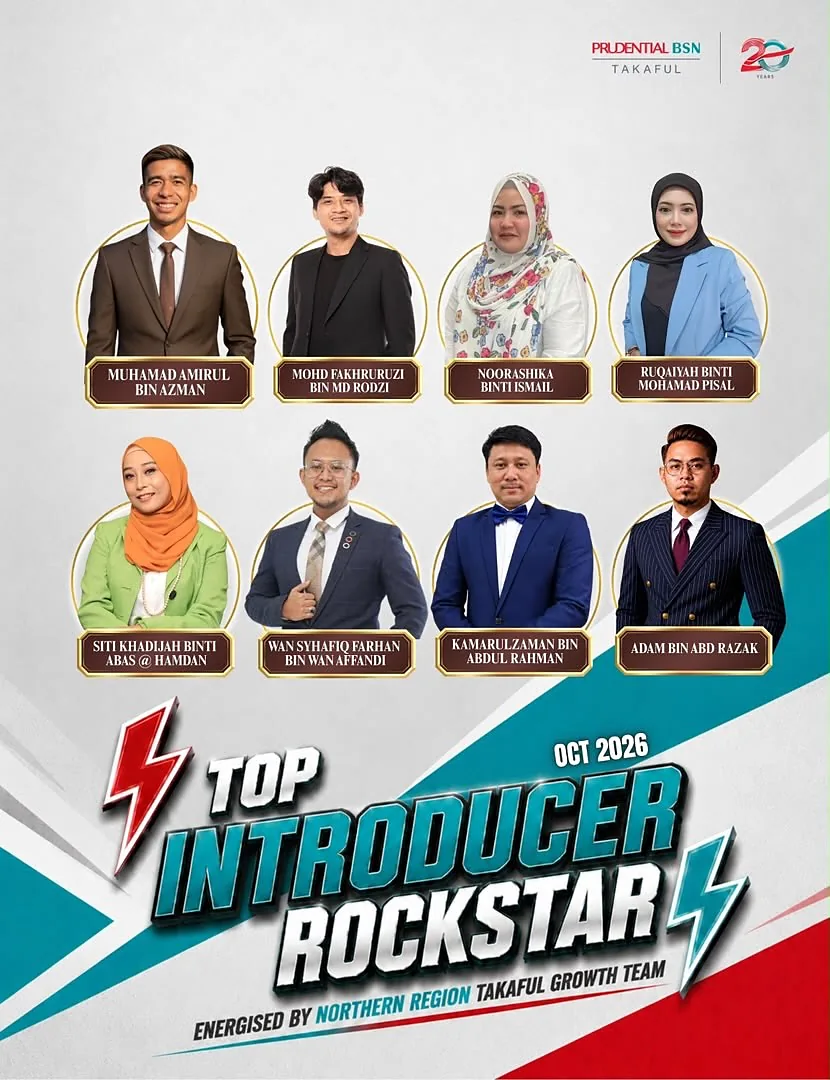 PRUDENTIAL BSN
TAKAFUL
20
YEARS
MUHAMAD AMIRUL
BIN AZMAN
MOHD FAKHRURUZI
BIN MD RODZI
NOORASHIKA
BINTI ISMAIL
RUQAIYAH BINTI
MOHAMAD PISAL
SITI KHADIJAH BINTI
ABAS @ HAMDAN
WAN SYHAFIQ FARHAN
BIN WAN AFFANDI
KAMARULZAMAN BIN
ABDUL RAHMAN
ADAM BIN ABD RAZAK
OCT 2026
TOP
INTRODUCER
ROCKSTAR
ENERGISED BY NORTHERN REGION TAKAFUL GROWTH TEAM